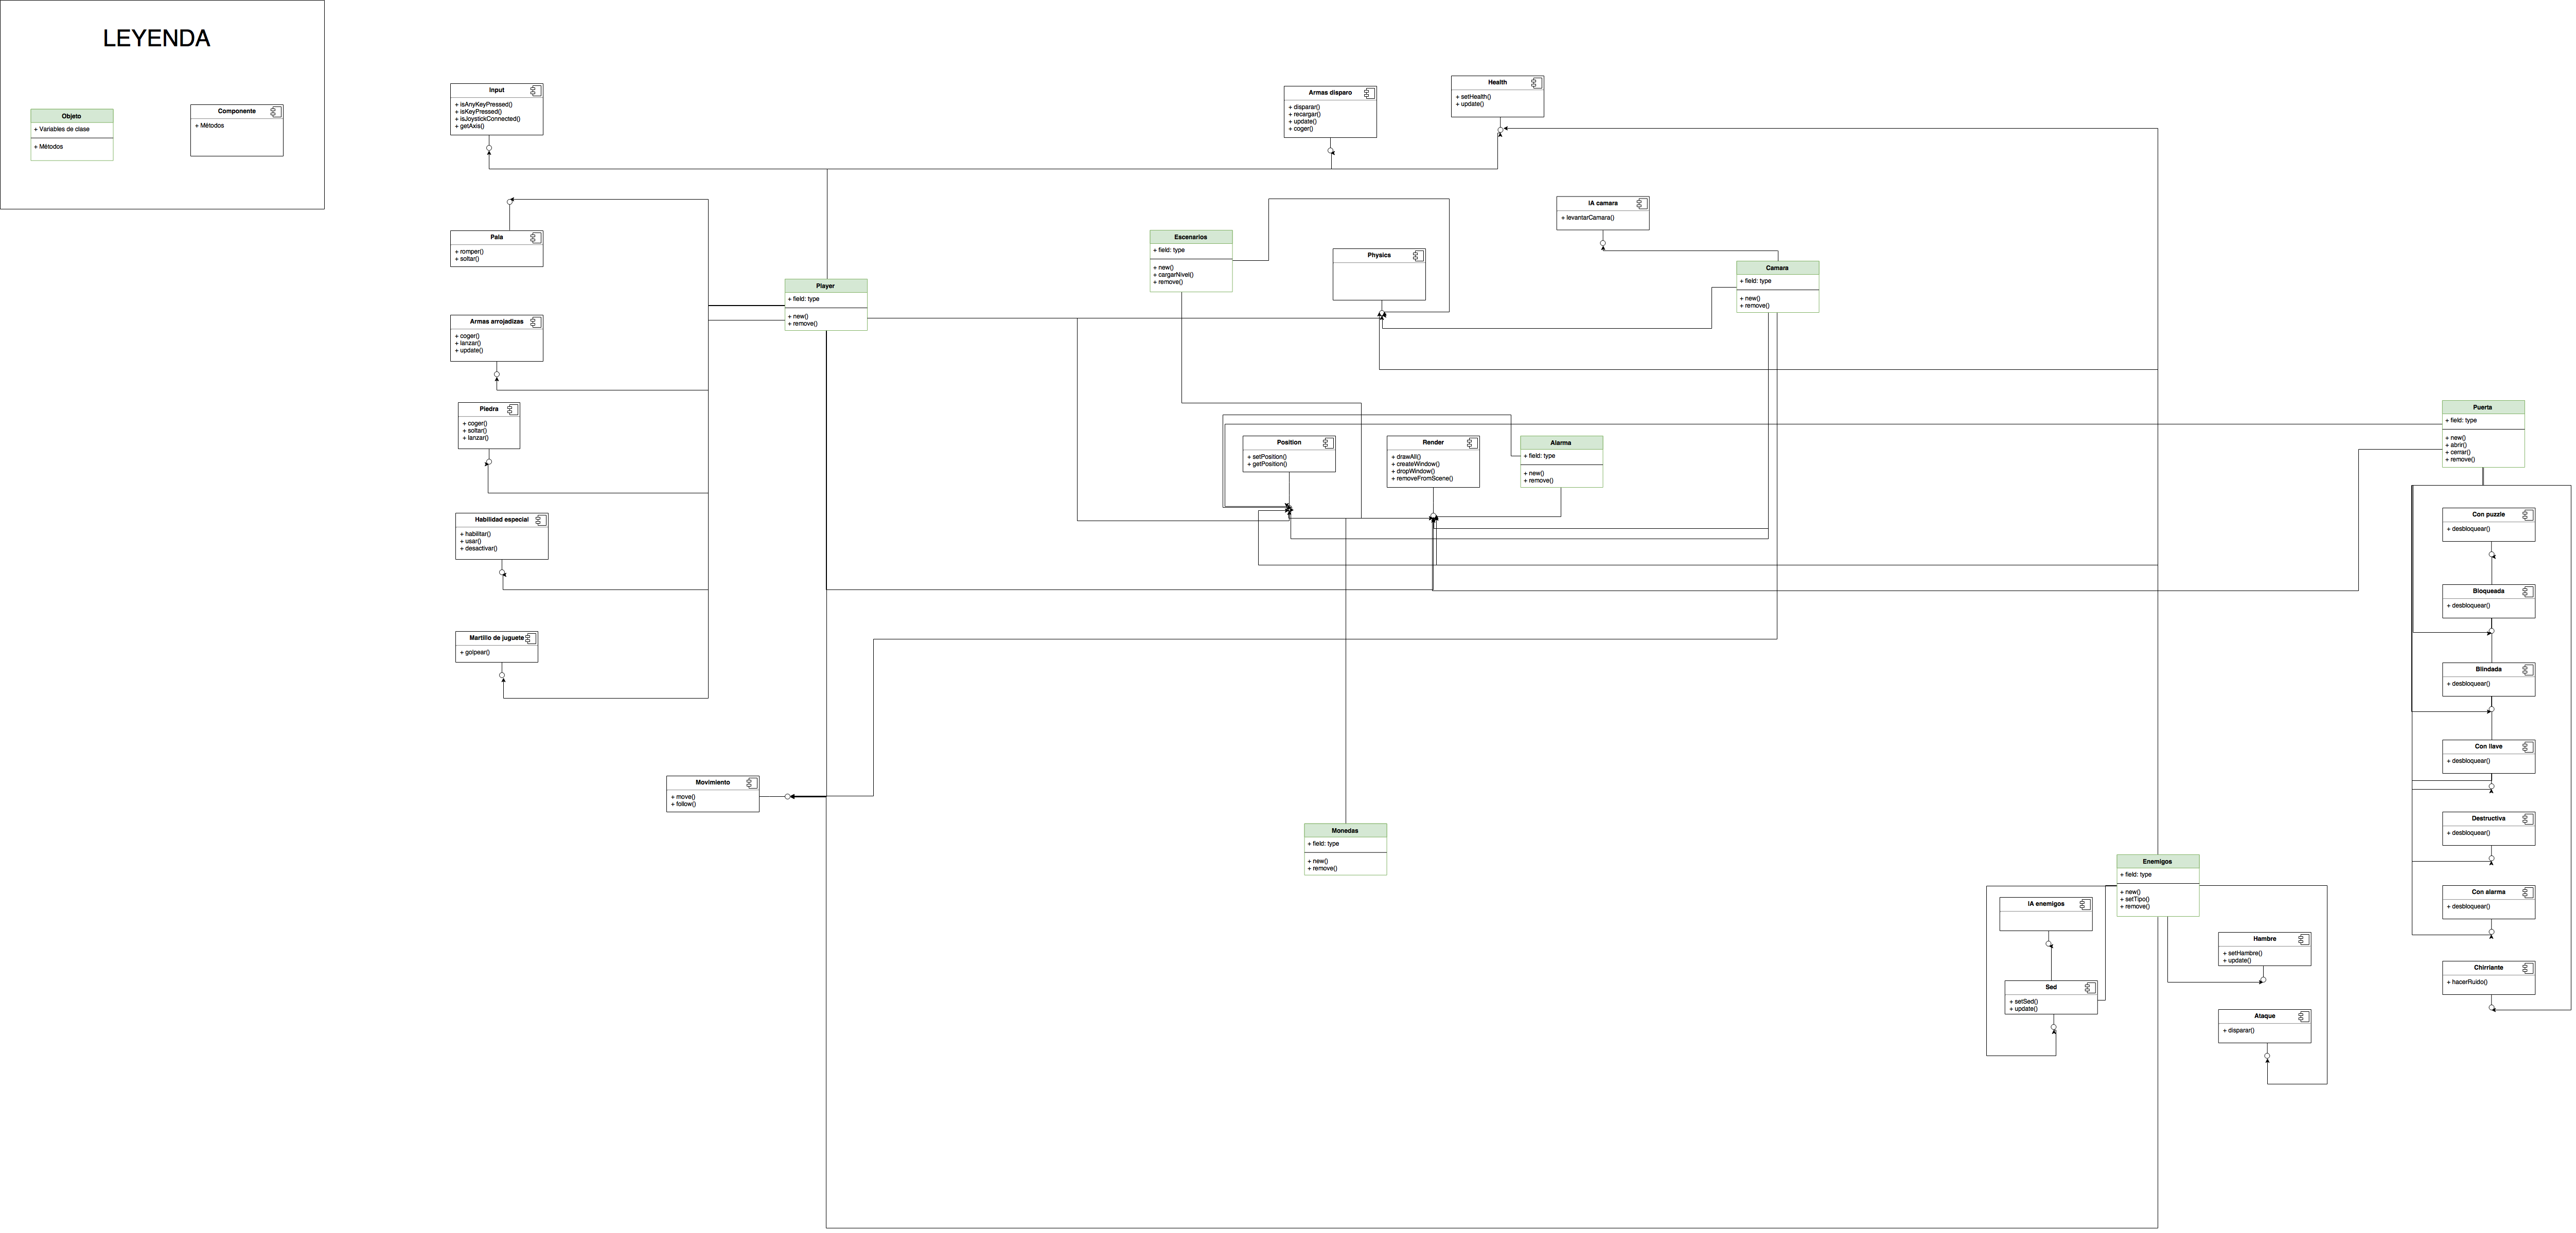 LEYENDA
Objeto
+ Variables de clase
+ Métodos
Componente
+ Métodos
Input
+ isAnyKeyPressed()
+ isKeyPressed()
+ isJoystickConnected()
+ getAxis()
Armas disparo
+ disparar()
+ recargar()
+ update()
+ coger()
Health
+ setHealth()
+ update()
Pala
+ romper()
+ soltar()
Player
+ field: type
+ new()
+ remove()
Escenarios
+ field: type
+ new()
+ cargarNivel()
+ remove()
Physics
IA camara
+ levantarCamara()
Camara
+ field: type
+ new()
+ remove()
Armas arrojadizas
+ coger()
+ lanzar()
+ update()
Piedra
+ coger()
+ soltar()
+ lanzar()
Position
+ setPosition()
+ getPosition()
Render
+ drawAll()
+ createWindow()
+ dropWindow()
+ removeFromScene()
Alarma
+ field: type
+ new()
+ remove()
Puerta
+ field: type
+ new()
+ abrir()
+ cerrar()
+ remove()
Habilidad especial
+ habilitar()
+ usar()
+ desactivar()
Martillo de juguete
+ golpear()
Movimiento
+ move()
+ follow()
Monedas
+ field: type
+ new()
+ remove()
Con puzzle
+ desbloquear()
Bloqueada
+ desbloquear()
Blindada
+ desbloquear()
Con llave
+ desbloquear()
Destructiva
+ desbloquear()
Con alarma
+ desbloquear()
Chirriante
+ hacerRuido()
Enemigos
+ field: type
+ new()
+ setTipo()
+ remove()
IA enemigos
Sed
+ setSed()
+ update()
Hambre
+ setHambre()
+ update()
Ataque
+ disparar()